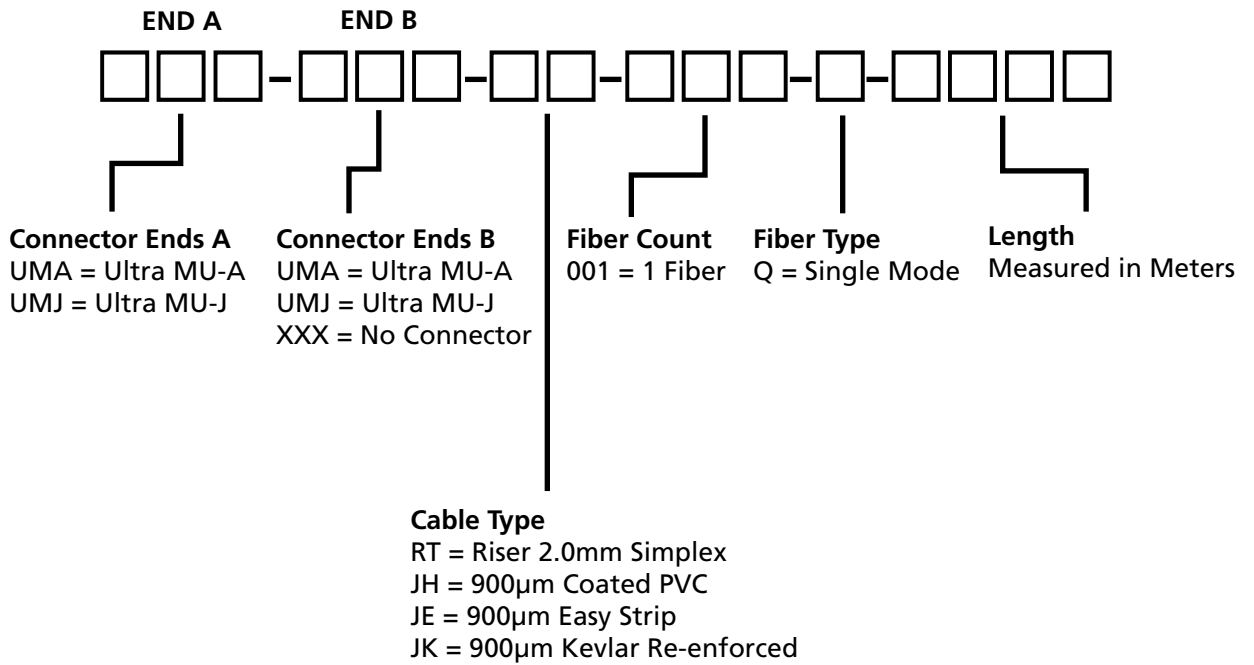 END A
END B
Connector Ends A
UMA = Ultra MU-A
UMJ = Ultra MU-J
Connector Ends B
UMA = Ultra MU-A
UMJ = Ultra MU-J
XXX = No Connector
Fiber Count
001 = 1 Fiber
Fiber Type
Q = Single Mode
Length
Measured in Meters
Cable Type
RT = Riser 2.0mm Simplex
JH = 900µm Coated PVC
JE = 900µm Easy Strip
JK = 900µm Kevlar Re-enforced